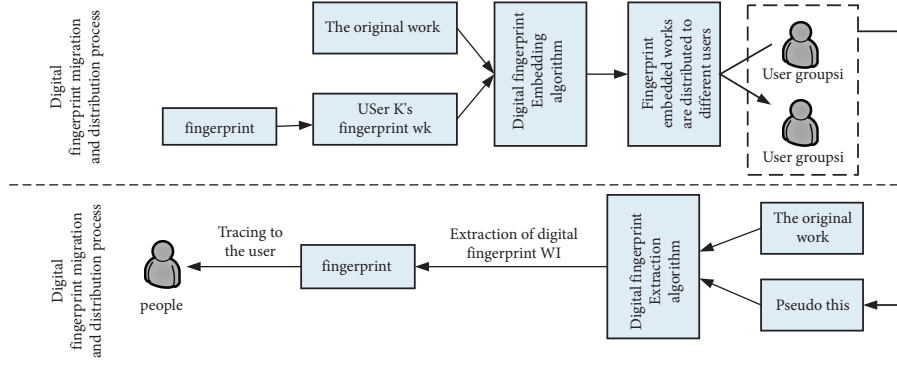 Digital
fingerprint migration
and distribution process
The original work
fingerprint
USer K's
fingerprint wk
Digital fingerprint
Embedding
algorithm
Fingerprint
embedded works
are distributed to
different users
User groupsi
User groupsi
Digital
fingerprint migration
and distribution process
people
Tracing to
the user
fingerprint
Extraction of digital
fingerprint WI
Digital fingerprint
Extraction
algorithm
The original
work
Pseudo this